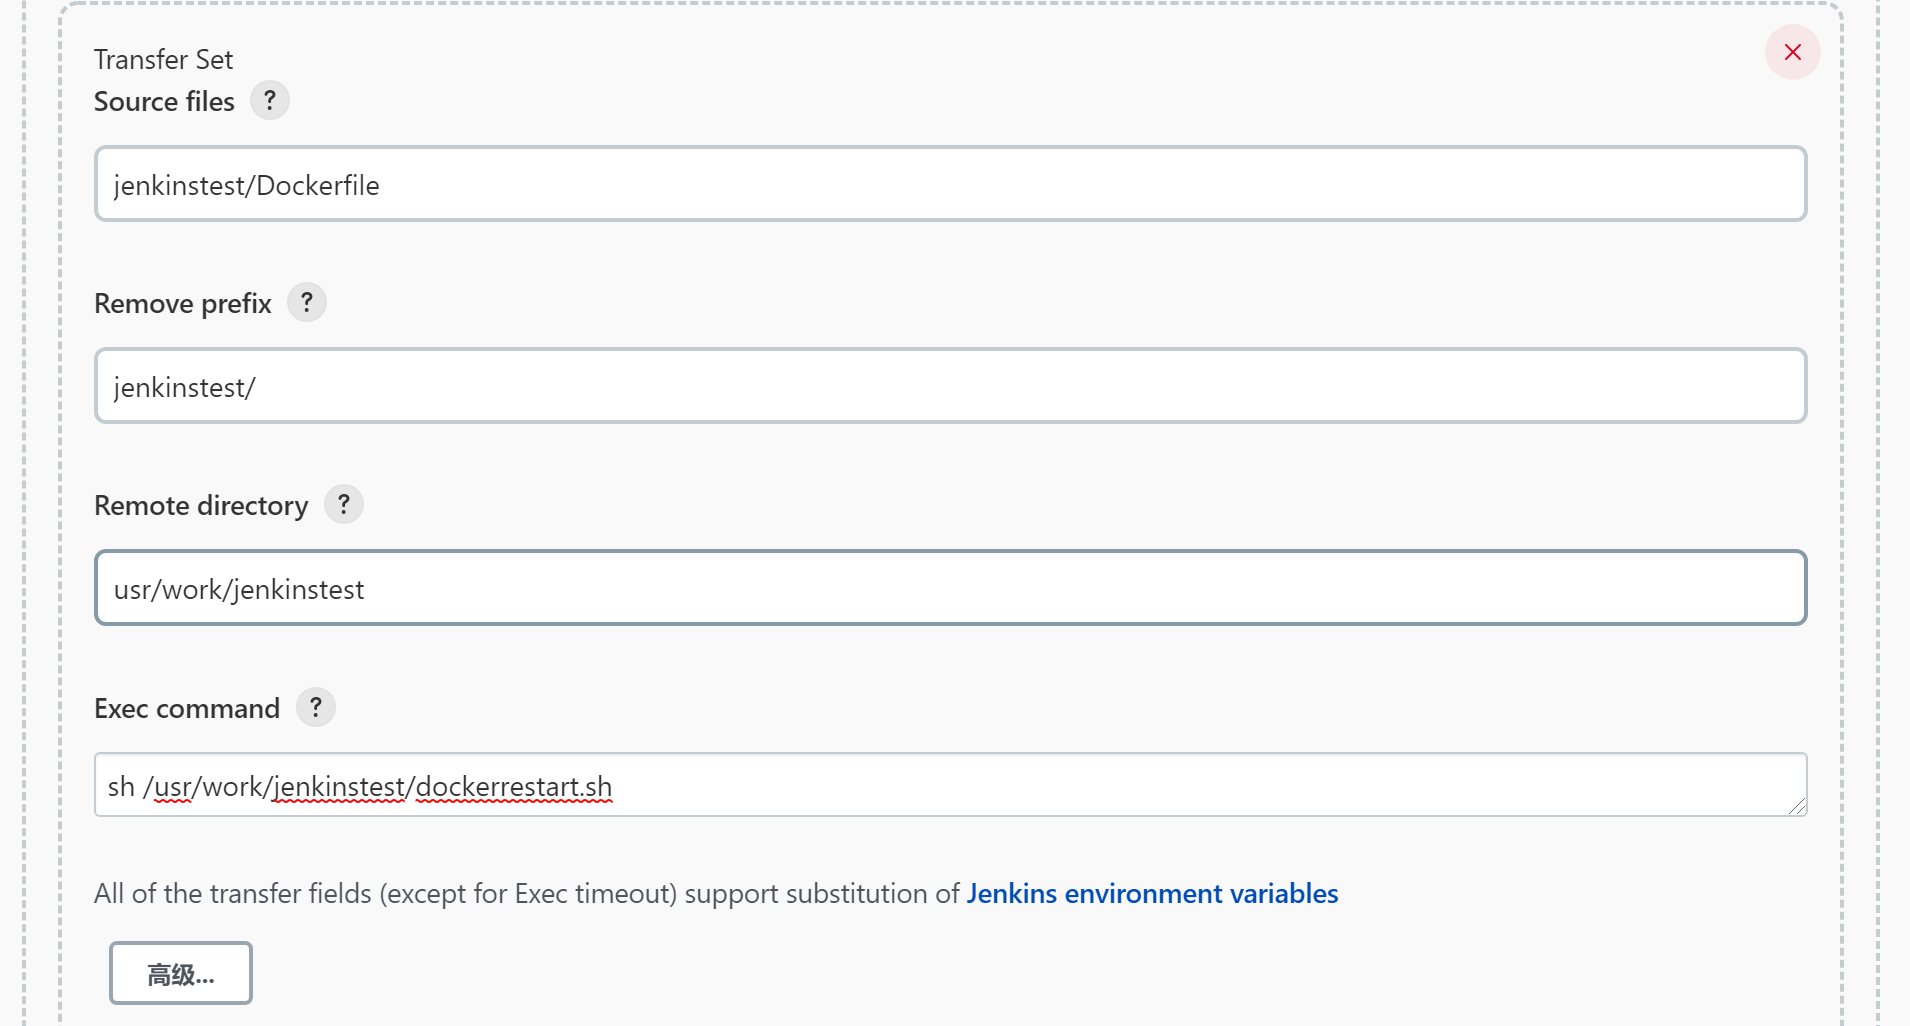 Transfer Set
Source files ?
jenkinstest/Dockerfile
Remove prefix ?
jenkinstest/
Remote directory ?
usr/work/jenkinstest
Exec command ?
sh /usr/work/jenkinstest/dockerrestart.sh
All of the transfer fields (except for Exec timeout) support substitution of Jenkins environment variables
高级...